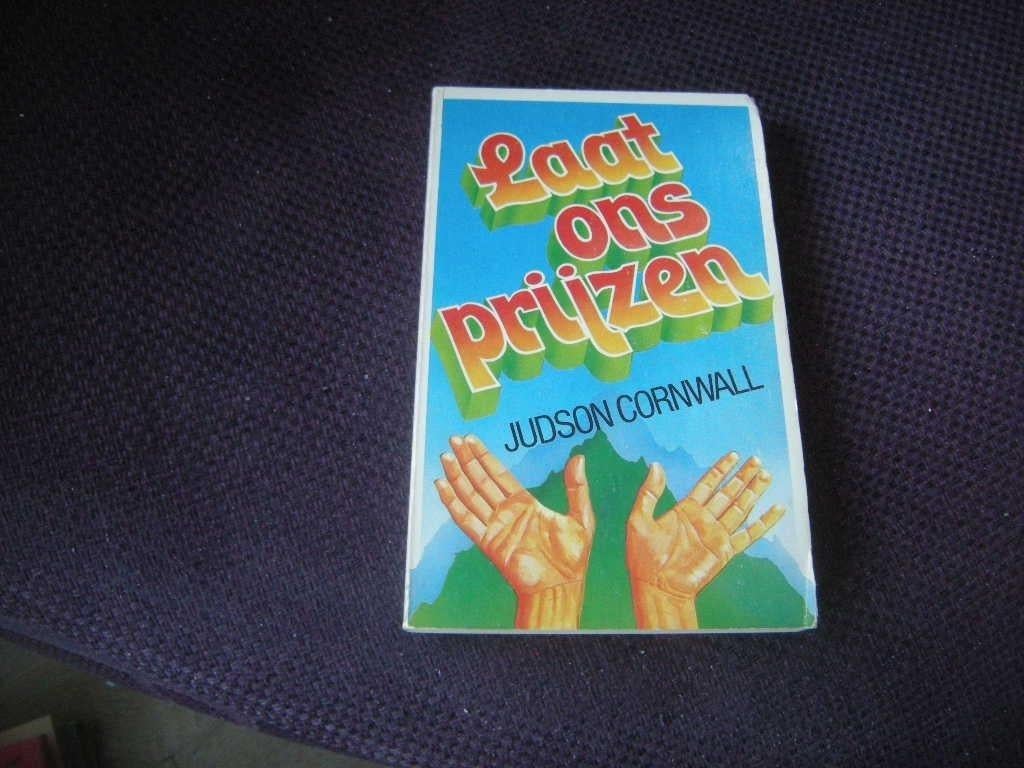 Laat
ons
prijzen
JUDSON CORNWALL